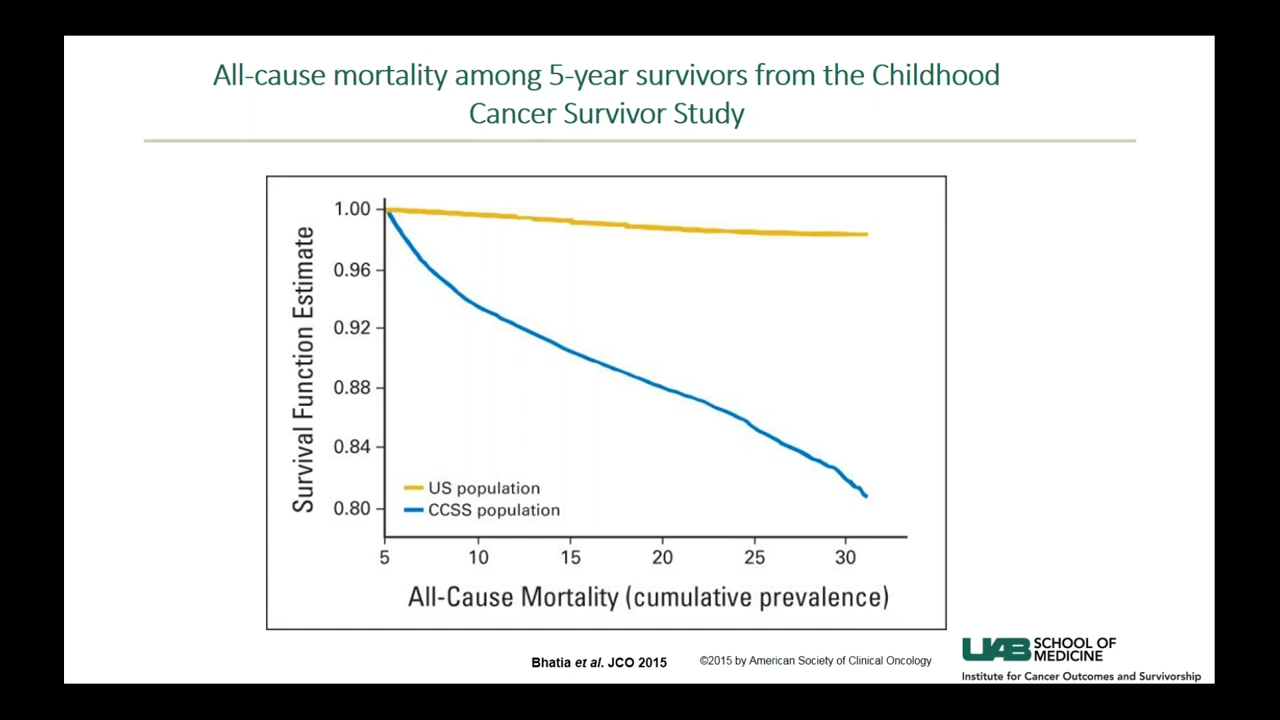 All-cause mortality among 5-year survivors from the Childhood
Cancer Survivor Study
Survival Function Estimate
1.00
0.96
0.92
0.88
0.84
0.80
US population
CCSS population
5
10
15
20
25
30
All-Cause Mortality (cumulative prevalence)
Bhatia et al. JCO 2015
©2015 by American Society of Clinical Oncology
UAB SCHOOL OF
MEDICINE
Institute for Cancer Outcomes and Survivorship